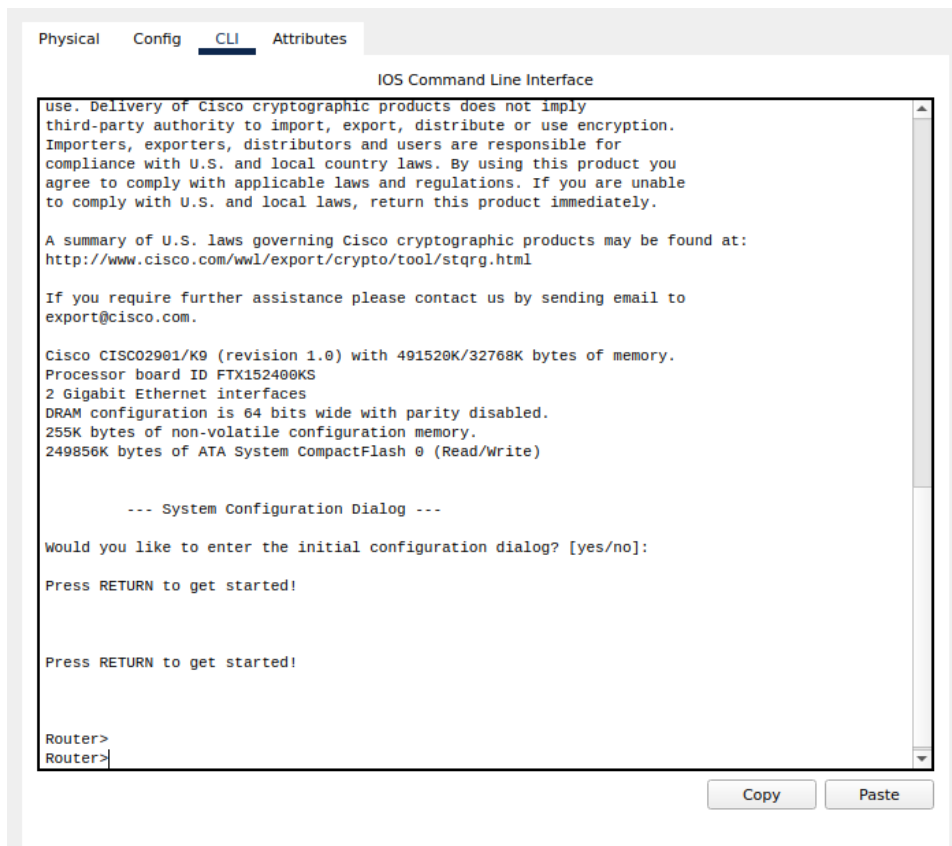 Physical Config CLI Attributes
IOS Command Line Interface
use. Delivery of Cisco cryptographic products does not imply
third-party authority to import, export, distribute or use encryption.
Importers, exporters, distributors and users are responsible for
compliance with U.S. and local country laws. By using this product you
agree to comply with applicable laws and regulations. If you are unable
to comply with U.S. and local laws, return this product immediately.
A summary of U.S. laws governing Cisco cryptographic products may be found at:
http://www.cisco.com/wwl/export/crypto/tool/stqrg.html
If you require further assistance please contact us by sending email to
export@cisco.com.
Cisco CISCO2901/K9 (revision 1.0) with 491520K/32768K bytes of memory.
Processor board ID FTX152400KS
2 Gigabit Ethernet interfaces
DRAM configuration is 64 bits wide with parity disabled.
255K bytes of non-volatile configuration memory.
249856K bytes of ATA System CompactFlash 0 (Read/Write)
--- System Configuration Dialog ---
Would you like to enter the initial configuration dialog? [yes/no]:
Press RETURN to get started!
Press RETURN to get started!
Router>
Router>
Copy Paste